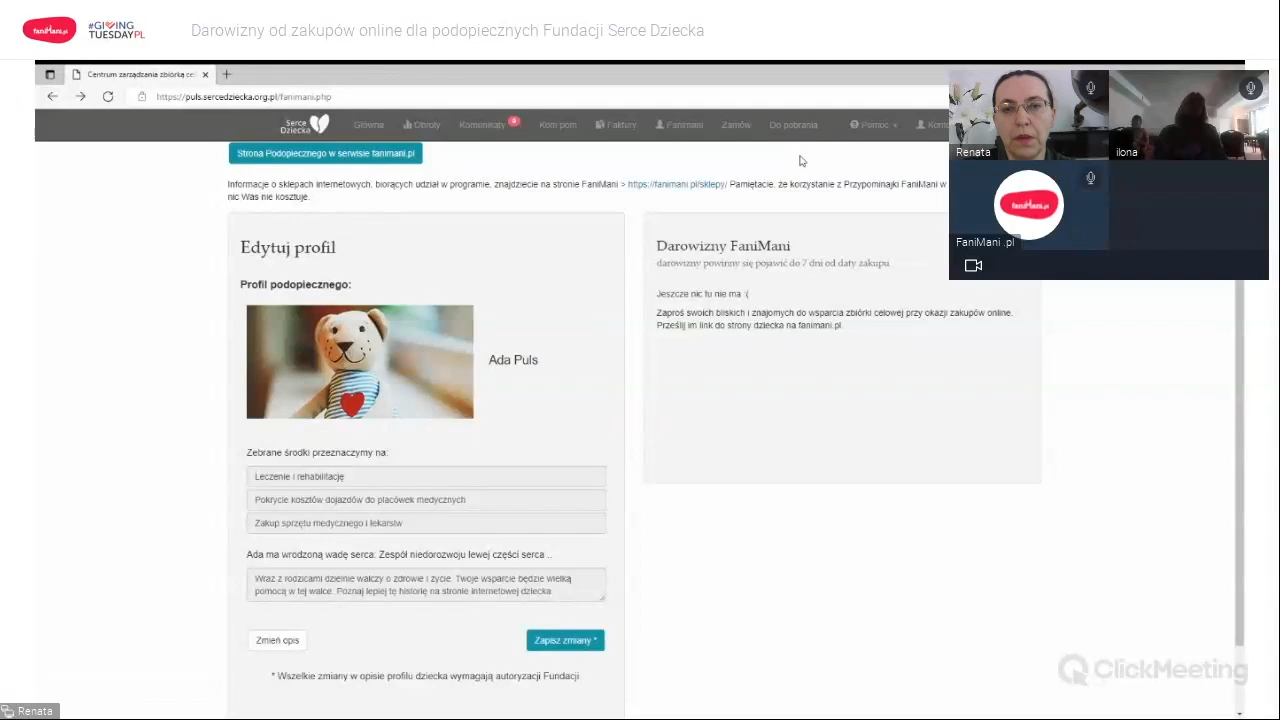 faniMani.pl
#GIVING
TUESDAYPL
Darowizny od zakupów online dla podopiecznych Fundacji Serce Dziecka
Centrum zarządzania zbiórką ce
https://puls.sercedziecka.org.pl/fanimani.php
Serce
Dziecka
Główna
Obroty
Komunikaty
Kom pom
Faktury
Fanimani
Zamów
Do pobrania
Pomoc
Konto
Strona Podopiecznego w serwisie fanimani.pl
Informacje o sklepach internetowych, biorących udział w programie, znajdziecie na stronie FaniMani > https://fanimani.pl/sklepy/ Pamiętacie, że korzystanie z Przypominajki FaniMani w
nic Was nie kosztuje.
Renata
ilona
faniMani.pl
FaniMani .pl
Edytuj profil
Profil podopiecznego:
Ada Puls
Zebrane środki przeznaczymy na:
Leczenie i rehabilitację
Pokrycie kosztów dojazdów do placówek medycznych
Zakup sprzętu medycznego i lekarstw
Ada ma wrodzoną wadę serca: Zespół niedorozwoju lewej części serca ..
Wraz z rodzicami dzielnie walczy o zdrowie i życie. Twoje wsparcie będzie wielką
pomocą w tej walce. Poznaj lepiej tę historię na stronie internetowej dziecka
Zmień opis
Zapisz zmiany *
* Wszelkie zmiany w opisie profilu dziecka wymagają autoryzacji Fundacji
Darowizny FaniMani
darowizny powinny się pojawić do 7 dni od daty zakupu
Jeszcze nic tu nie ma :(
Zaproś swoich bliskich i znajomych do wsparcia zbiórki celowej przy okazji zakupów online.
Prześlij im link do strony dziecka na fanimani.pl.
ClickMeeting
Renata